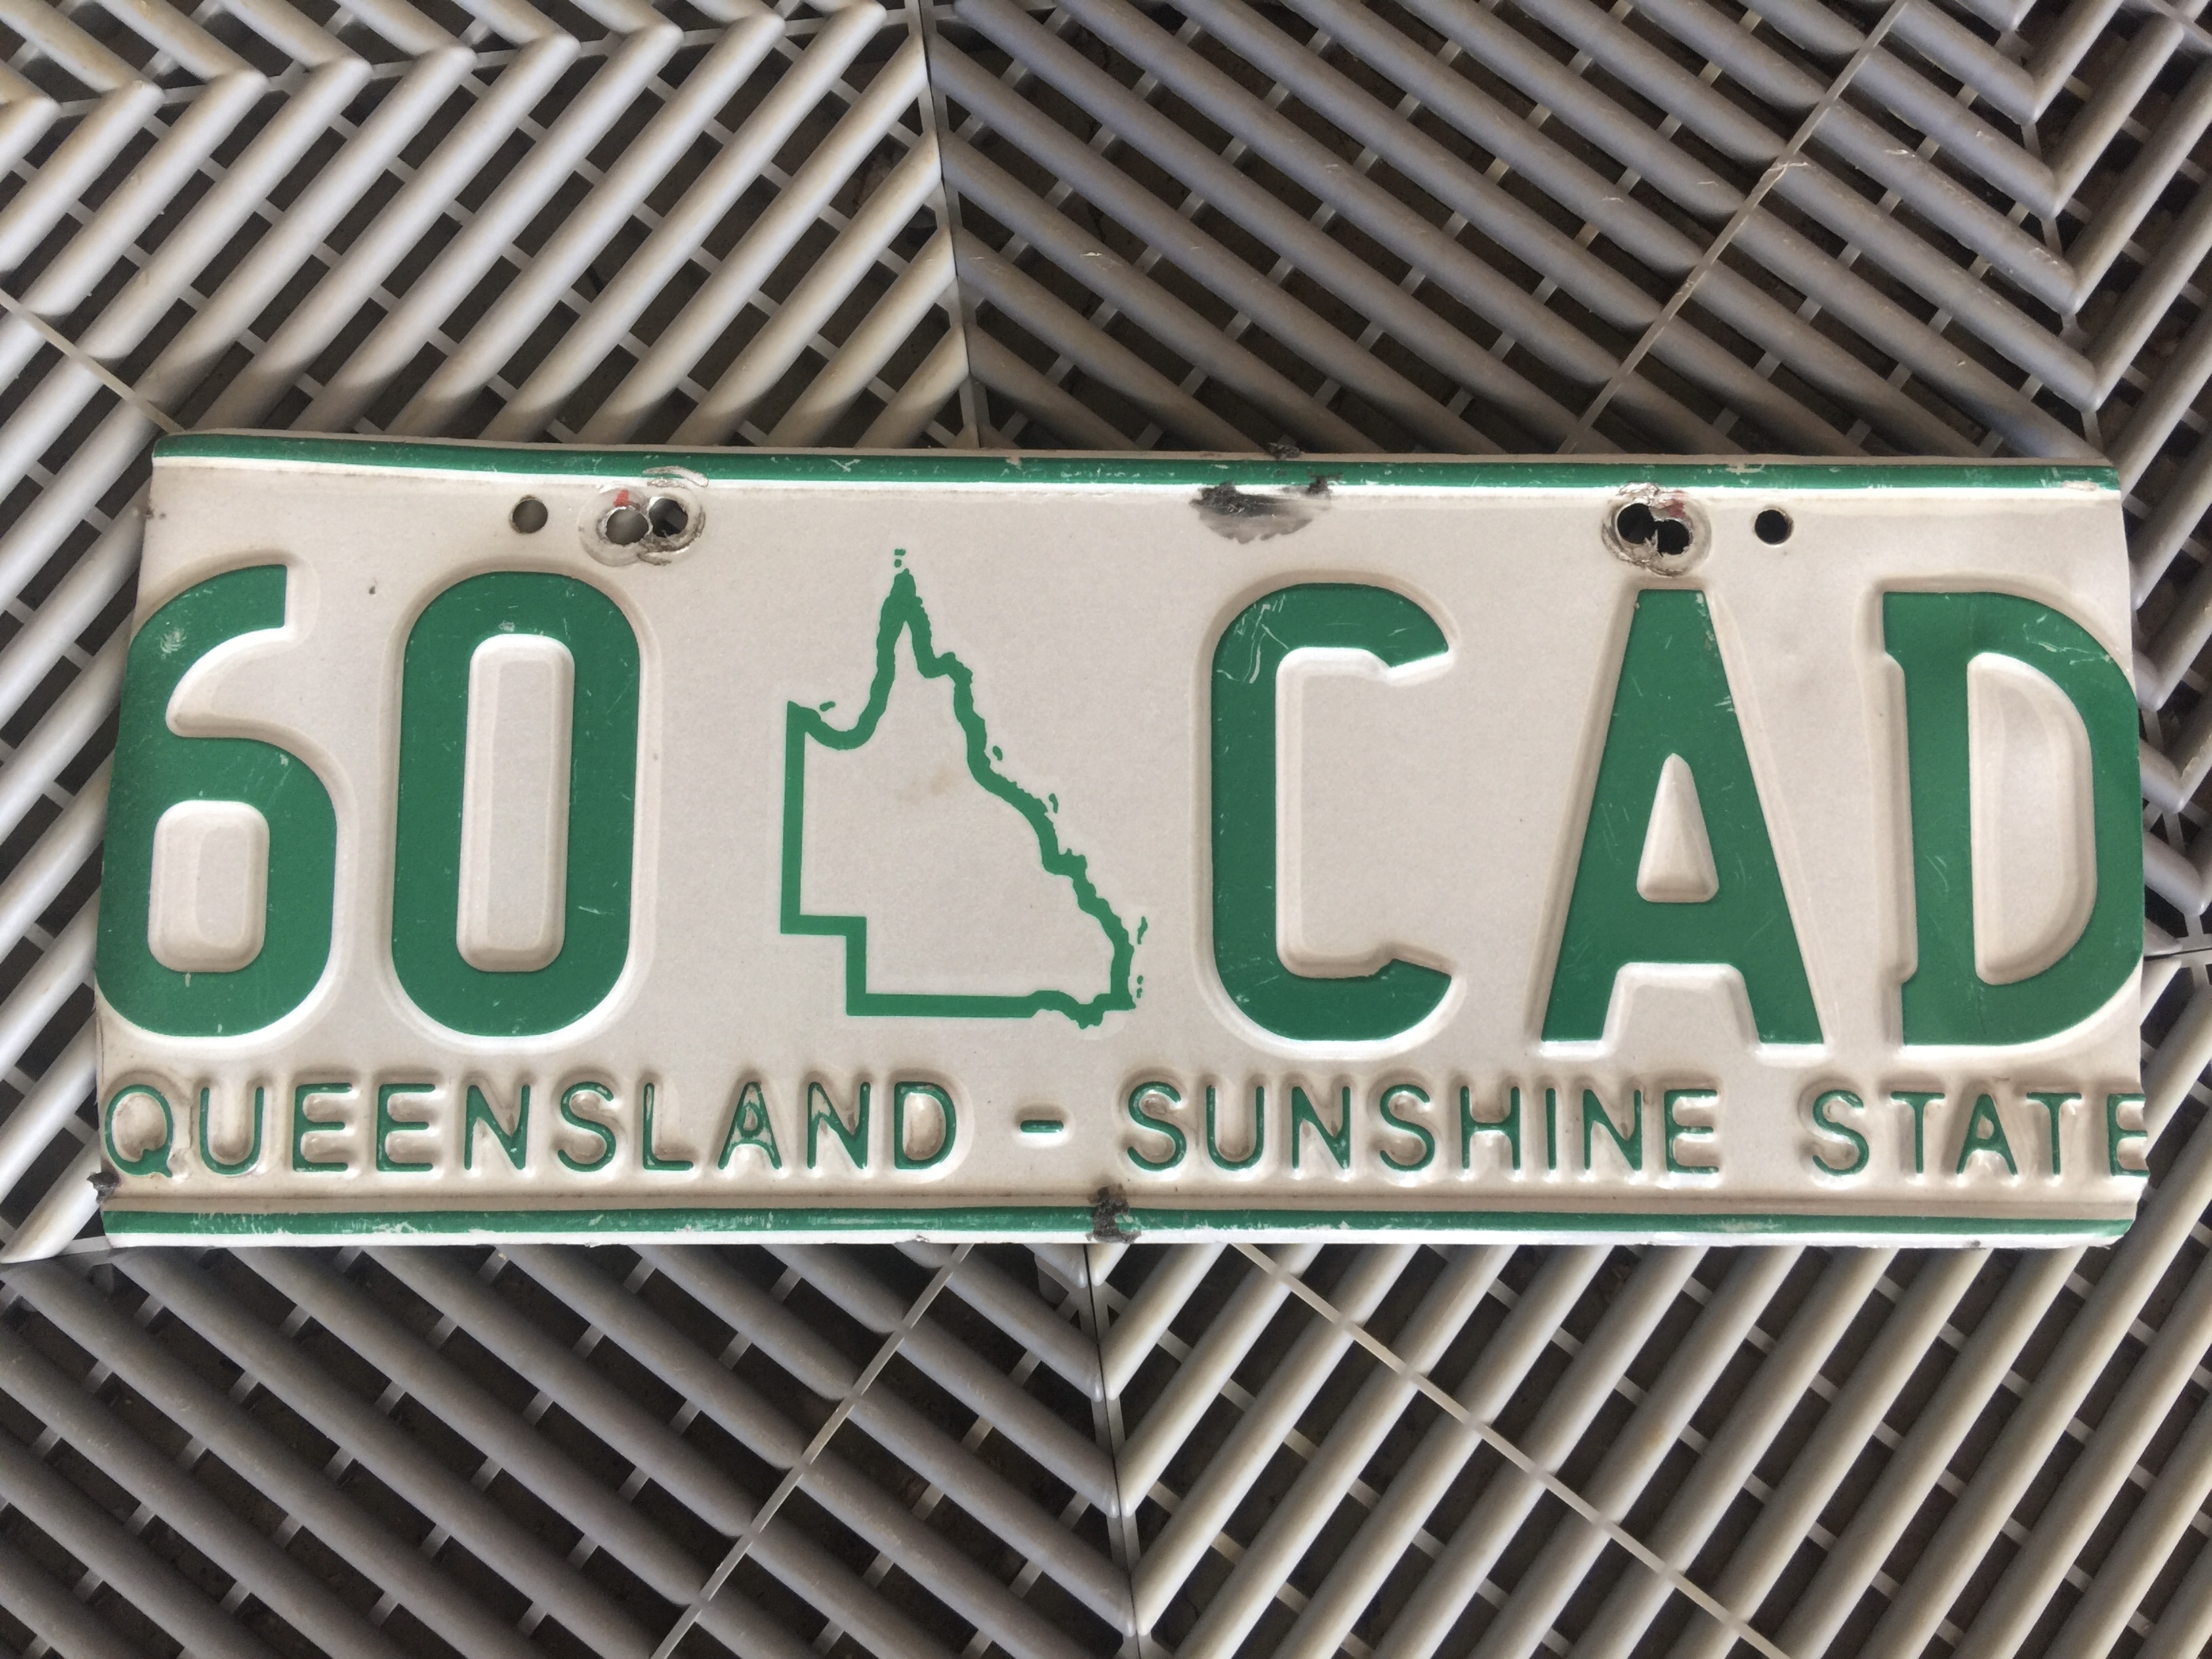 60 CAD
QUEENSLAND - SUNSHINE STATE